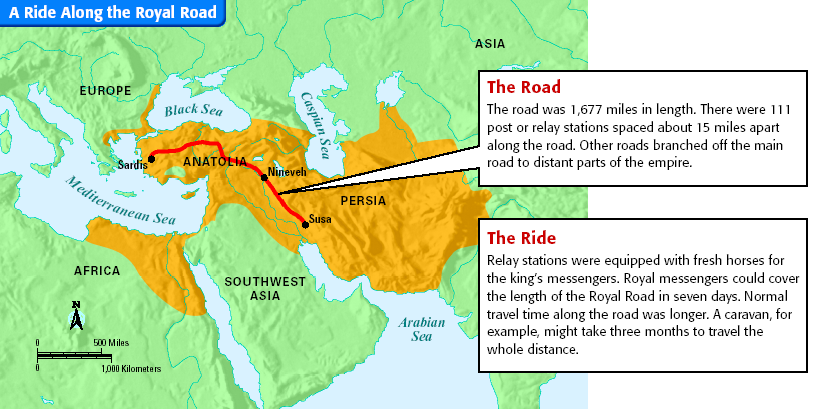 A Ride Along the Royal Road
ASIA
EUROPE
Black Sea
Caspian Sea
The Road
The road was 1,677 miles in length. There were 111
post or relay stations spaced about 15 miles apart
along the road. Other roads branched off the main
road to distant parts of the empire.
Sardis
ANATOLIA
Nineveh
Mediterranean Sea
PERSIA
Susa
The Ride
Relay stations were equipped with fresh horses for
the king's messengers. Royal messengers could cover
the length of the Royal Road in seven days. Normal
travel time along the road was longer. A caravan, for
example, might take three months to travel the
whole distance.
AFRICA
SOUTHWEST
ASIA
N
Arabian
Sea
0 500 Miles
0 1,000 Kilometers